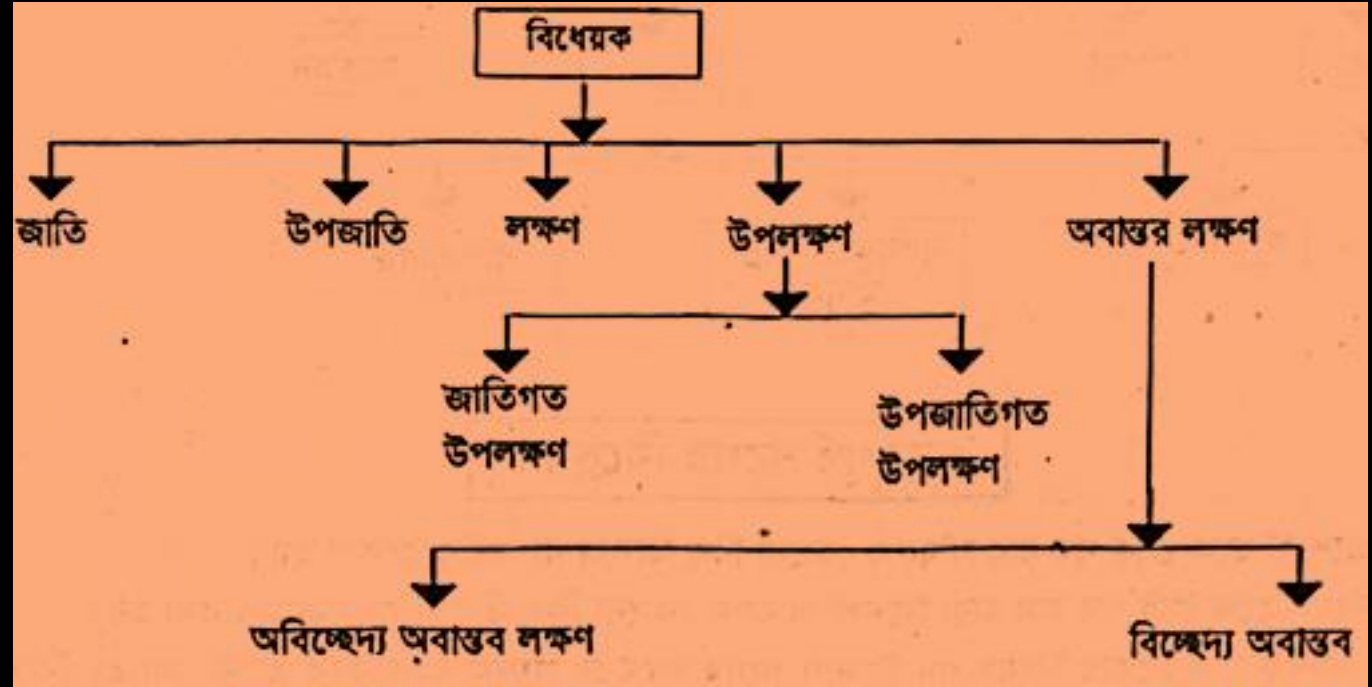 বিধেয়ক
জাতি উপজাতি লক্ষণ উপলক্ষণ অবান্তর লক্ষণ
জাতিগত
উপলক্ষণ
উপজাতিগত
উপলক্ষণ
অবিচ্ছেদ্য অবান্তব লক্ষণ
বিচ্ছেদ্য অবান্তব